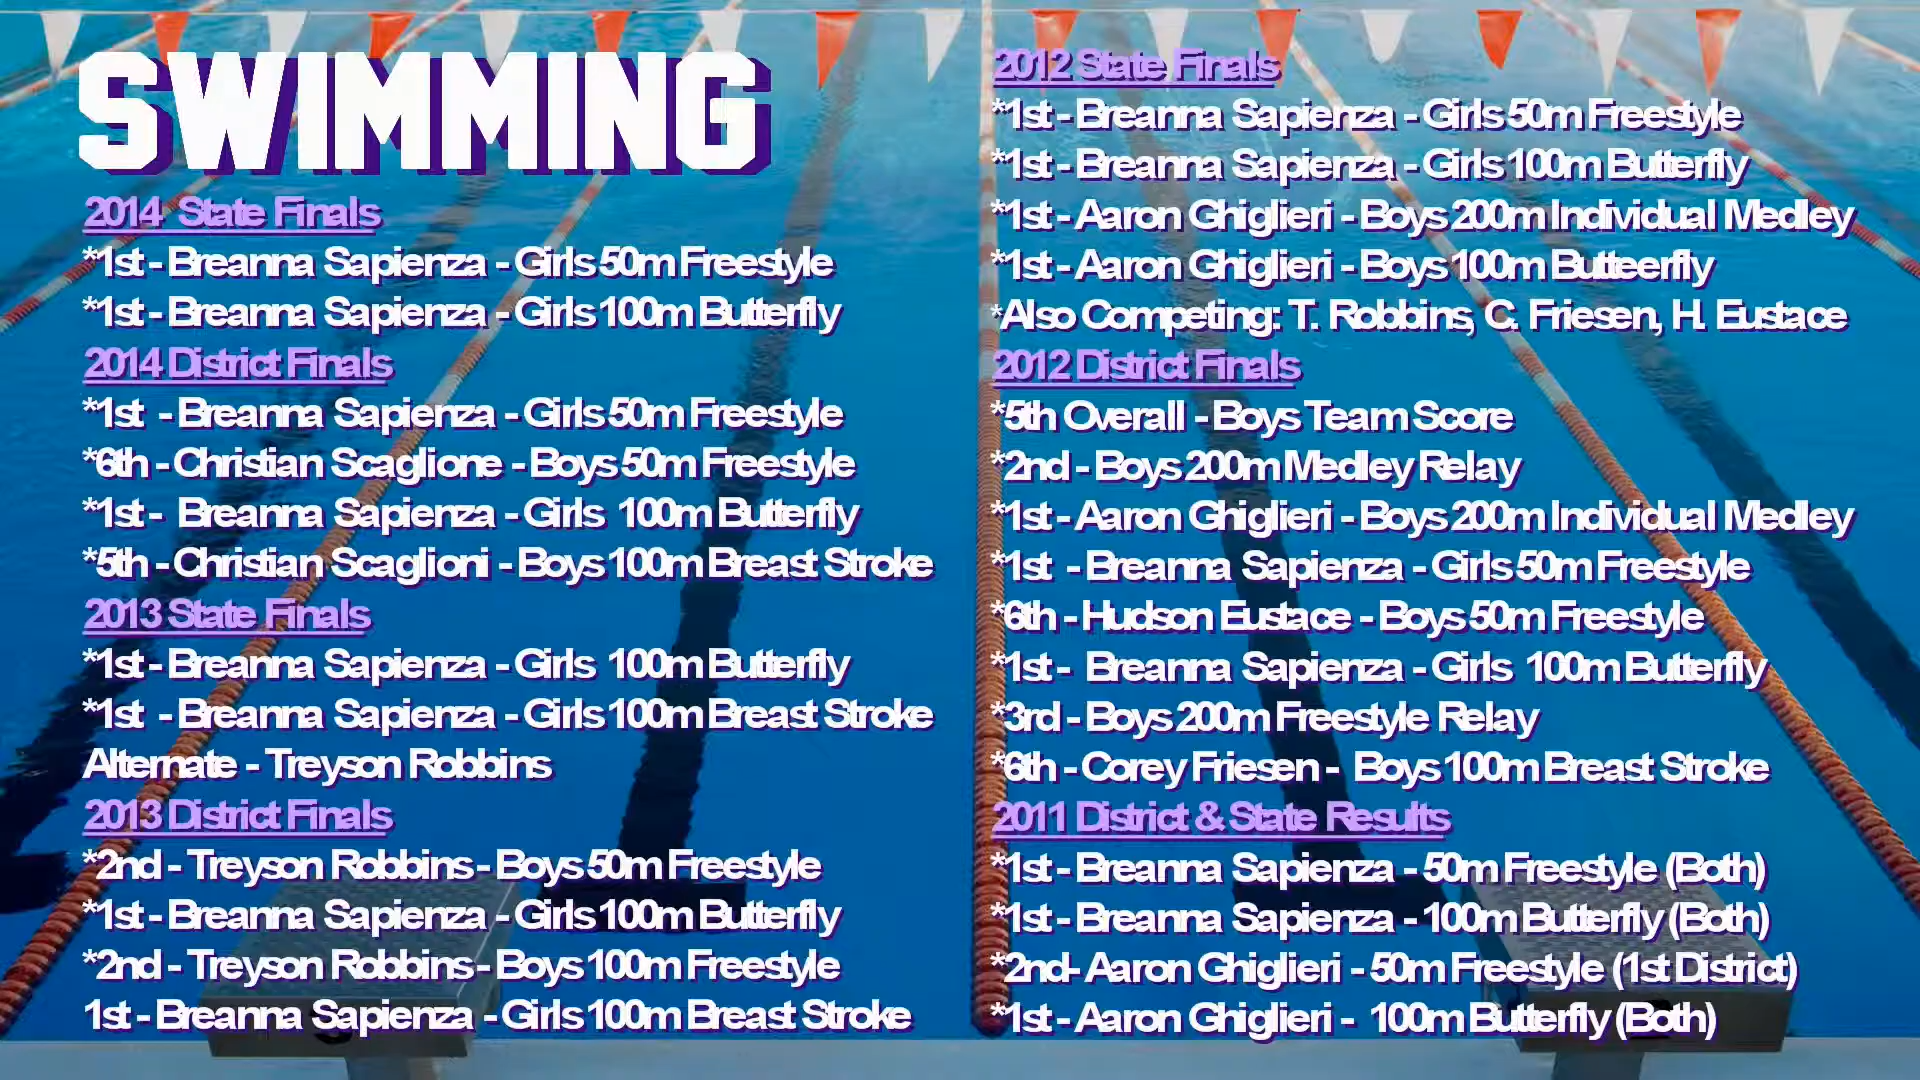 SWIMMING
2014 State Finals
*1st - Breanna Sapienza - Girls 50m Freestyle
*1st - Breanna Sapienza - Girls 100m Butterfly
2014 District Finals
*1st - Breanna Sapienza - Girls 50m Freestyle
*6th - Christian Scaglione - Boys 50m Freestyle
*1st - Breanna Sapienza - Girls 100m Butterfly
*5th - Christian Scaglioni - Boys 100m Breast Stroke
2013 State Finals
*1st - Breanna Sapienza - Girls 100m Butterfly
*1st - Breanna Sapienza - Girls 100m Breast Stroke
Alternate - Treyson Robbins
2013 District Finals
*2nd - Treyson Robbins - Boys 50m Freestyle
*1st - Breanna Sapienza - Girls 100m Butterfly
*2nd - Treyson Robbins - Boys 100m Freestyle
1st - Breanna Sapienza - Girls 100m Breast Stroke
2012 State Finals
*1st - Breanna Sapienza - Girls 50m Freestyle
*1st - Breanna Sapienza - Girls 100m Butterfly
*1st - Aaron Ghiglieri - Boys 200m Individual Medley
*1st - Aaron Ghiglieri - Boys 100m Butteerfly
*Also Competing: T. Robbins, C. Friesen, H. Eustace
2012 District Finals
*5th Overall - Boys Team Score
*2nd - Boys 200m Medley Relay
*1st - Aaron Ghiglieri - Boys 200m Individual Medley
*1st - Breanna Sapienza - Girls 50m Freestyle
*6th - Hudson Eustace - Boys 50m Freestyle
*1st - Breanna Sapienza - Girls 100m Butterfly
*3rd - Boys 200m Freestyle Relay
*6th - Corey Friesen - Boys 100m Breast Stroke
2011 District & State Results
*1st - Breanna Sapienza - 50m Freestyle (Both)
*1st - Breanna Sapienza - 100m Butterfly (Both)
*2nd- Aaron Ghiglieri - 50m Freestyle (1st District)
*1st - Aaron Ghiglieri - 100m Butterfly (Both)